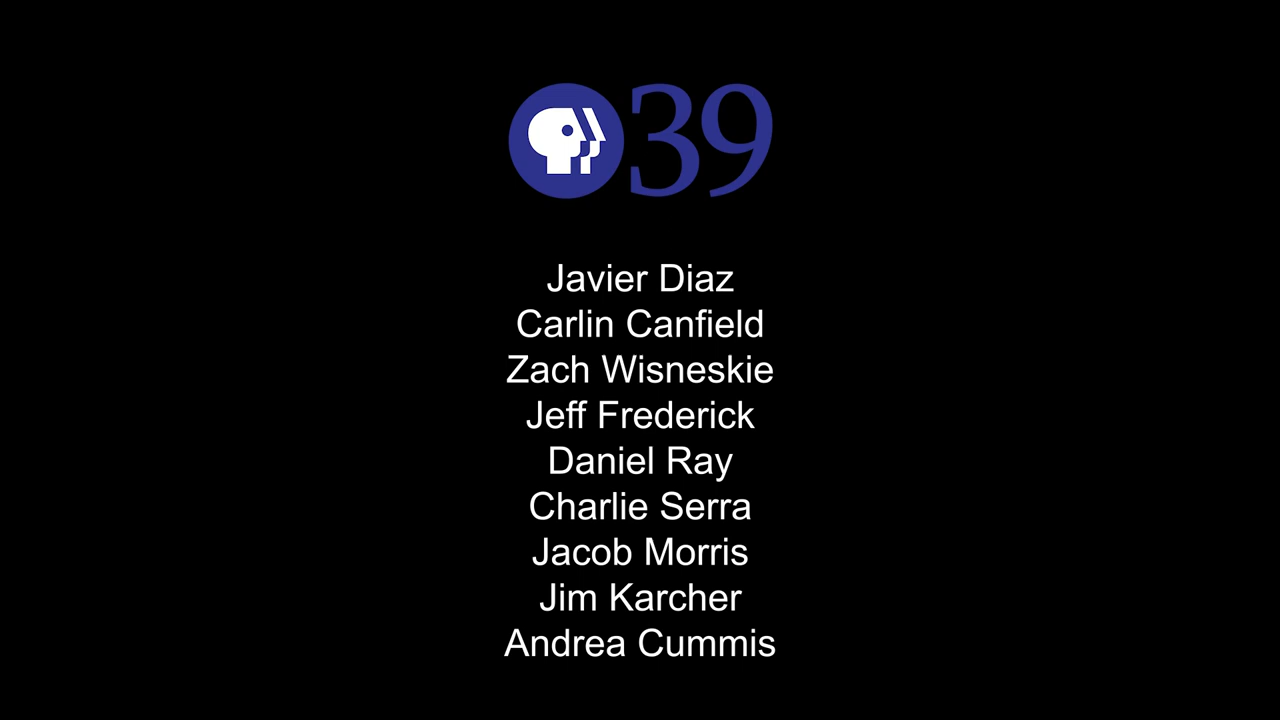 39
Javier Diaz
Carlin Canfield
Zach Wisneskie
Jeff Frederick
Daniel Ray
Charlie Serra
Jacob Morris
Jim Karcher
Andrea Cummis